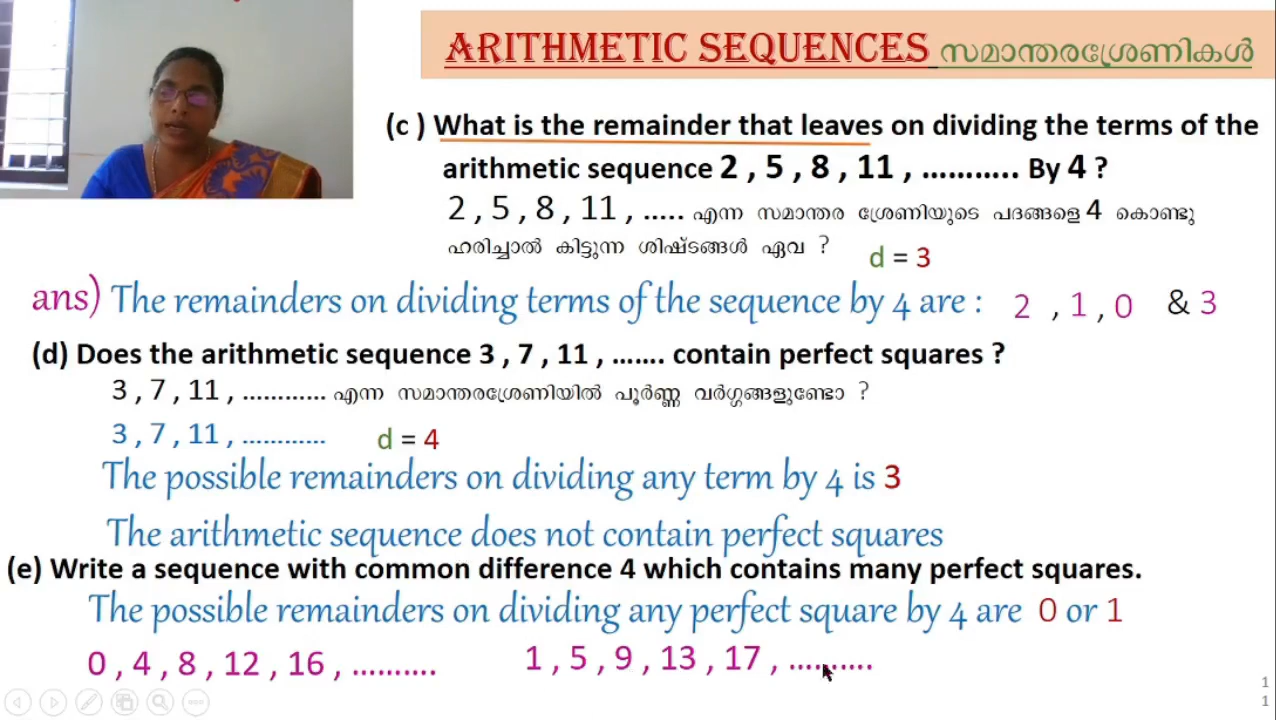 ARITHMETIC SEQUENCES സമാന്തരശ്രേണികൾ
(c ) What is the remainder that leaves on dividing the terms of the
arithmetic sequence 2 , 5 , 8 , 11 , ……….. By 4 ?
2 , 5 , 8 , 11 , ..... എന്ന സമാന്തര ശ്രേണിയുടെ പദങ്ങളെ 4 കൊണ്ടു
ഹരിച്ചാൽ കിട്ടുന്ന ശിഷ്ടങ്ങൾ ഏവ ?
d = 3
ans) The remainders on dividing terms of the sequence by 4 are : 2 , 1 , 0 & 3
(d) Does the arithmetic sequence 3 , 7 , 11 , ……. contain perfect squares ?
3 , 7 , 11 , ............ എന്ന സമാന്തരശ്രേണിയിൽ പൂർണ്ണ വർഗ്ഗങ്ങളുണ്ടോ ?
3 , 7 , 11 , ............ d = 4
The possible remainders on dividing any term by 4 is 3
The arithmetic sequence does not contain perfect squares
(e) Write a sequence with common difference 4 which contains many perfect squares.
The possible remainders on dividing any perfect square by 4 are 0 or 1
0 , 4 , 8 , 12 , 16 , ………. 1 , 5 , 9 , 13 , 17 , ……….
1
1